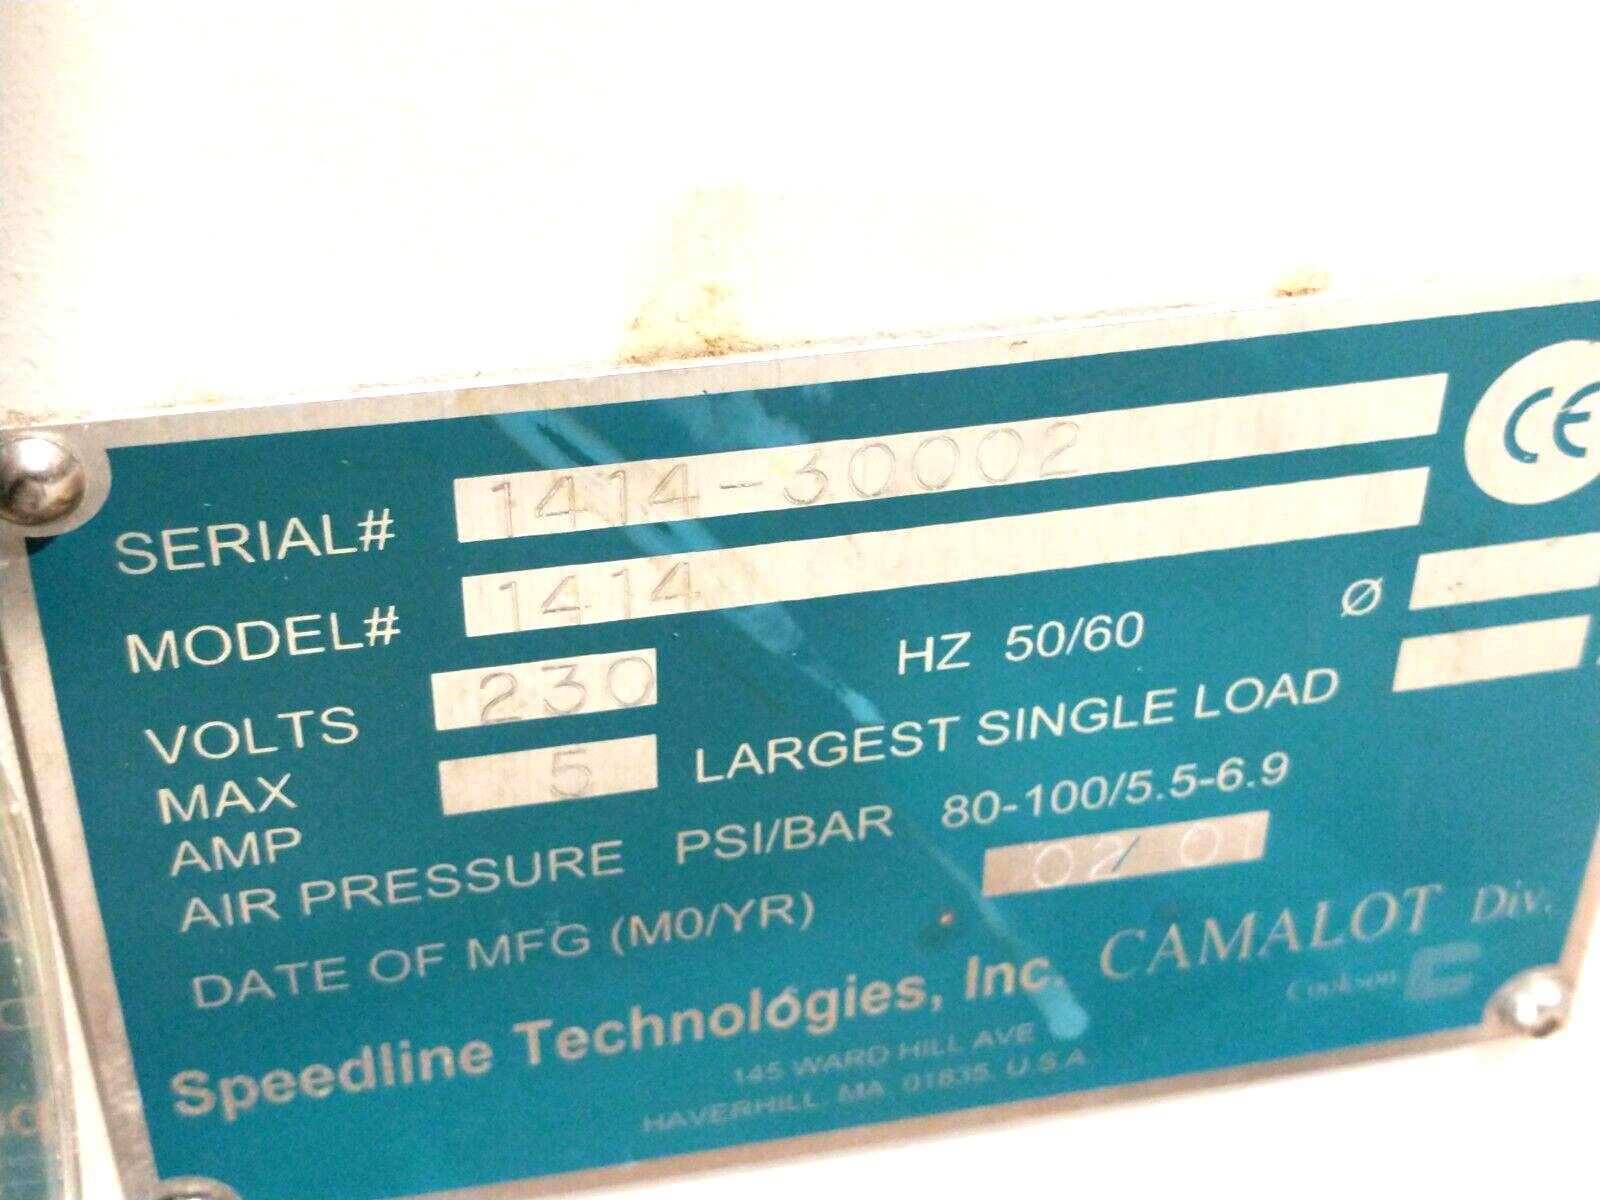 SERIAL# 1414-30002
MODEL# 1414
VOLTS 230 HZ 50/60 Ø
MAX AMP 5 LARGEST SINGLE LOAD
AIR PRESSURE PSI/BAR 80-100/5.5-6.9
DATE OF MFG (M0/YR) 02/01
Speedline Technologies, Inc. CAMALOT Div.
Cookson
145 WARD HILL AVE
HAVERHILL, MA. 01835, U.S.A.
CE